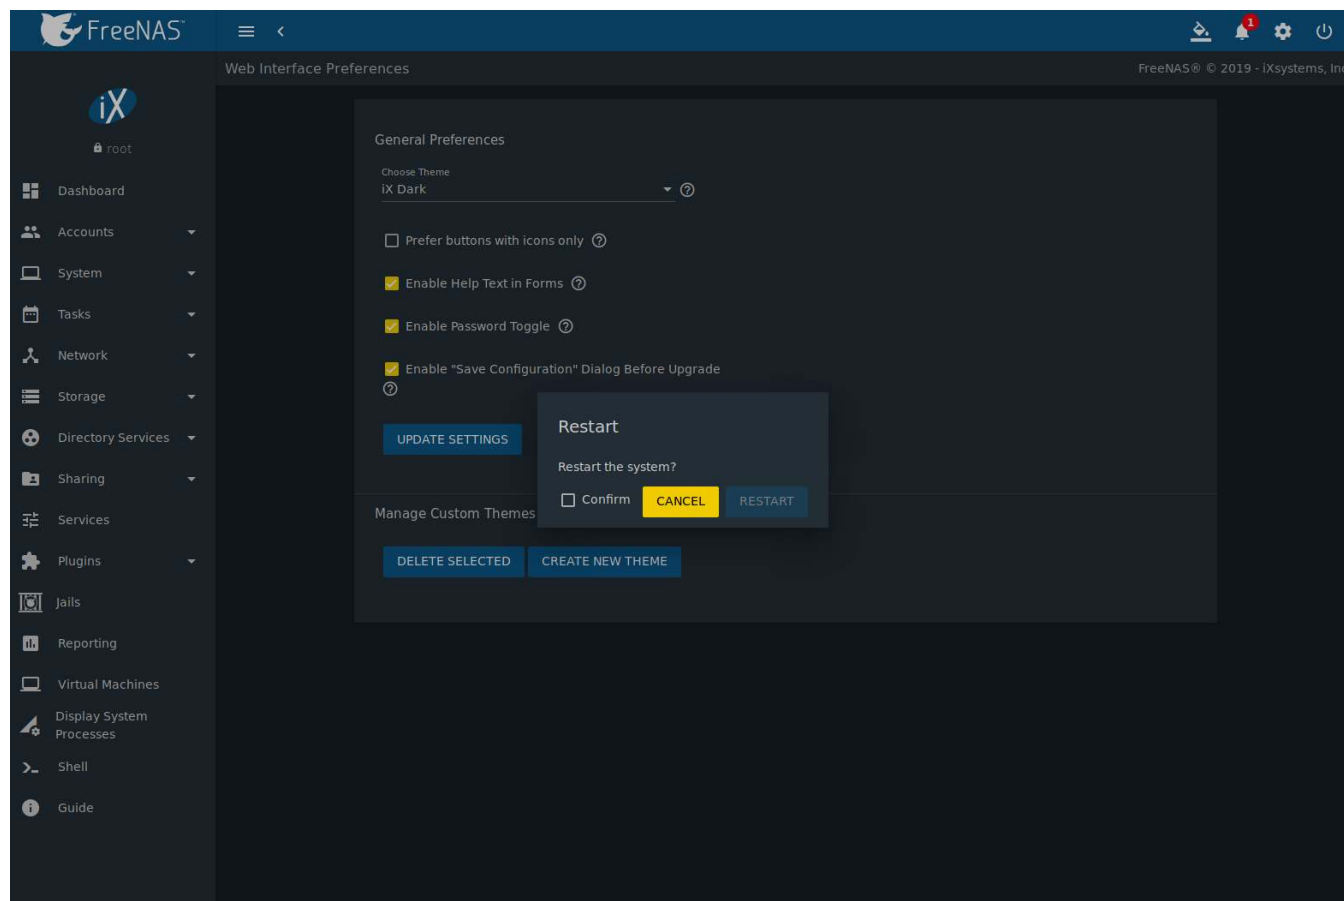 FreeNAS™
1
Web Interface Preferences
FreeNAS® © 2019 - iXsystems, Inc
iX
root
Dashboard
Accounts
System
Tasks
Network
Storage
Directory Services
Sharing
Services
Plugins
Jails
Reporting
Virtual Machines
Display System
Processes
Shell
Guide
General Preferences
Choose Theme
iX Dark
Prefer buttons with icons only
Enable Help Text in Forms
Enable Password Toggle
Enable "Save Configuration" Dialog Before Upgrade
UPDATE SETTINGS
Manage Custom Themes
DELETE SELECTED CREATE NEW THEME
Restart
Restart the system?
Confirm CANCEL RESTART